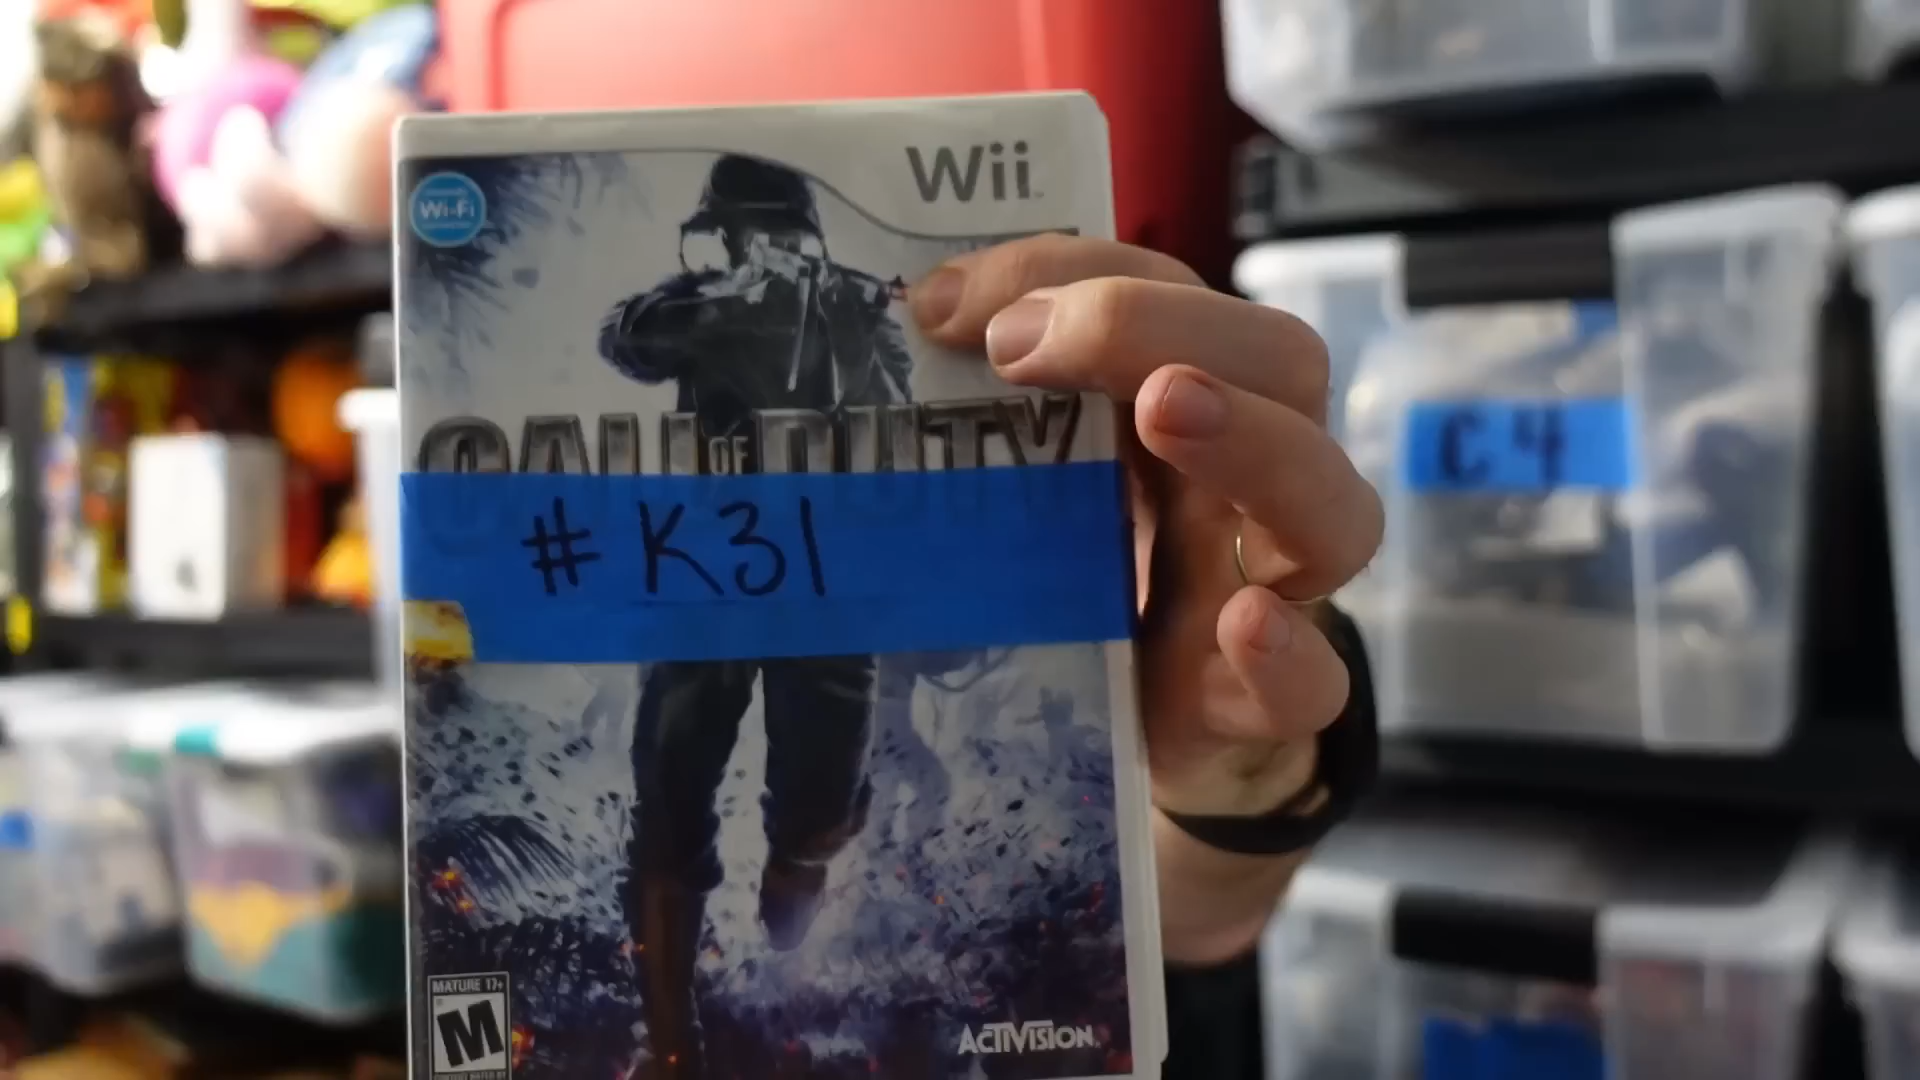 Wii
Wi-Fi
CALL OF DUTY
# K31
C4
MATURE 17+
M
ACTIVISION